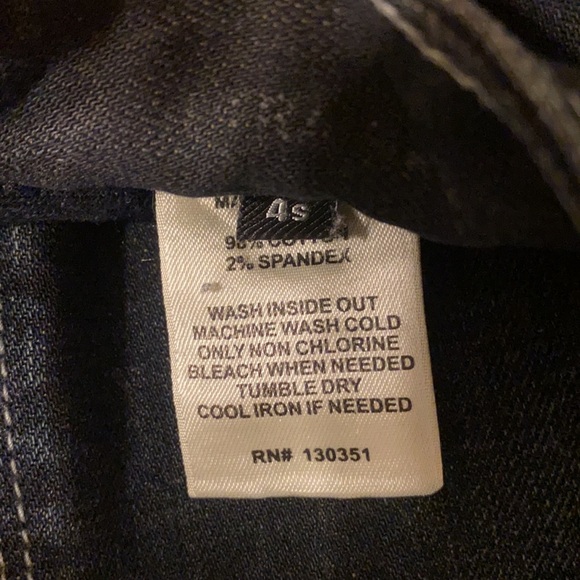 4s
2% SPANDEX
WASH INSIDE OUT
MACHINE WASH COLD
ONLY NON CHLORINE
BLEACH WHEN NEEDED
TUMBLE DRY
COOL IRON IF NEEDED
RN# 130351